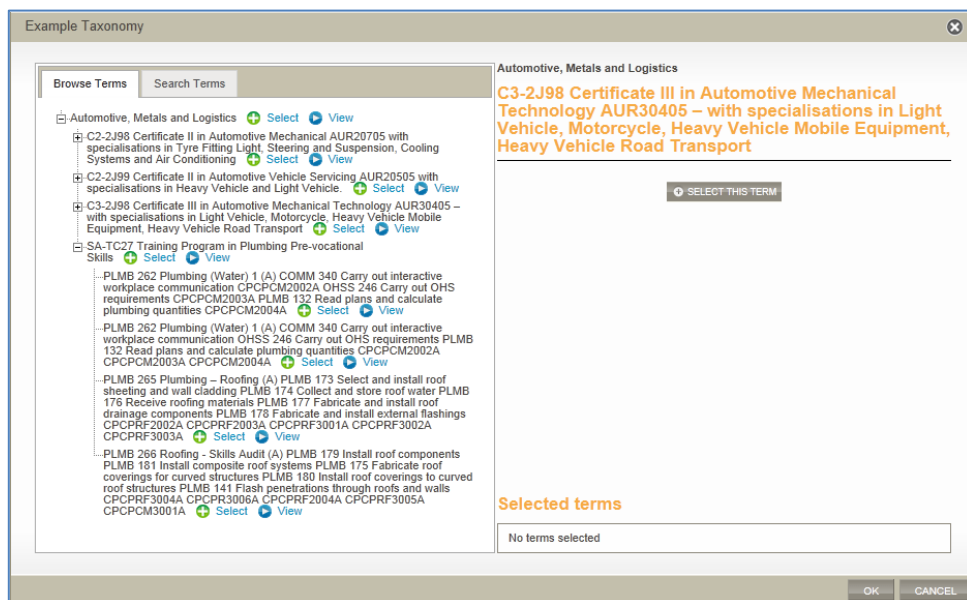 Example Taxonomy
Browse Terms
Search Terms
Automotive, Metals and Logistics Select View
C2-2J98 Certificate II in Automotive Mechanical AUR20705 with
specialisations in Tyre Fitting Light, Steering and Suspension, Cooling
Systems and Air Conditioning Select View
C2-2J99 Certificate II in Automotive Vehicle Servicing AUR20505 with
specialisations in Heavy Vehicle and Light Vehicle. Select View
C3-2J98 Certificate III in Automotive Mechanical Technology AUR30405 –
with specialisations in Light Vehicle, Motorcycle, Heavy Vehicle Mobile
Equipment, Heavy Vehicle Road Transport Select View
SA-TC27 Training Program in Plumbing Pre-vocational
Skills Select View
PLMB 262 Plumbing (Water) 1 (A) COMM 340 Carry out interactive
workplace communication CPCPCM2002A OHSS 246 Carry out OHS
requirements CPCPCM2003A PLMB 132 Read plans and calculate
plumbing quantities CPCPCM2004A Select View
PLMB 262 Plumbing (Water) 1 (A) COMM 340 Carry out interactive
workplace communication OHSS 246 Carry out OHS requirements PLMB
132 Read plans and calculate plumbing quantities CPCPCM2002A
CPCPCM2003A CPCPCM2004A Select View
PLMB 265 Plumbing – Roofing (A) PLMB 173 Select and install roof
sheeting and wall cladding PLMB 174 Collect and store roof water PLMB
176 Receive roofing materials PLMB 177 Fabricate and install roof
drainage components PLMB 178 Fabricate and install external flashings
CPCPRF2002A CPCPRF2003A CPCPRF3001A CPCPRF3002A
CPCPRF3003A Select View
PLMB 266 Roofing - Skills Audit (A) PLMB 179 Install roof components
PLMB 181 Install composite roof systems PLMB 175 Fabricate roof
coverings for curved structures PLMB 180 Install roof coverings to curved
roof structures PLMB 141 Flash penetrations through roofs and walls
CPCPRF3004A CPCPR3006A CPCPRF2004A CPCPRF3005A
CPCPCM3001A Select View
Automotive, Metals and Logistics
C3-2J98 Certificate III in Automotive Mechanical
Technology AUR30405 – with specialisations in Light
Vehicle, Motorcycle, Heavy Vehicle Mobile Equipment,
Heavy Vehicle Road Transport
SELECT THIS TERM
Selected terms
No terms selected
OK
CANCEL